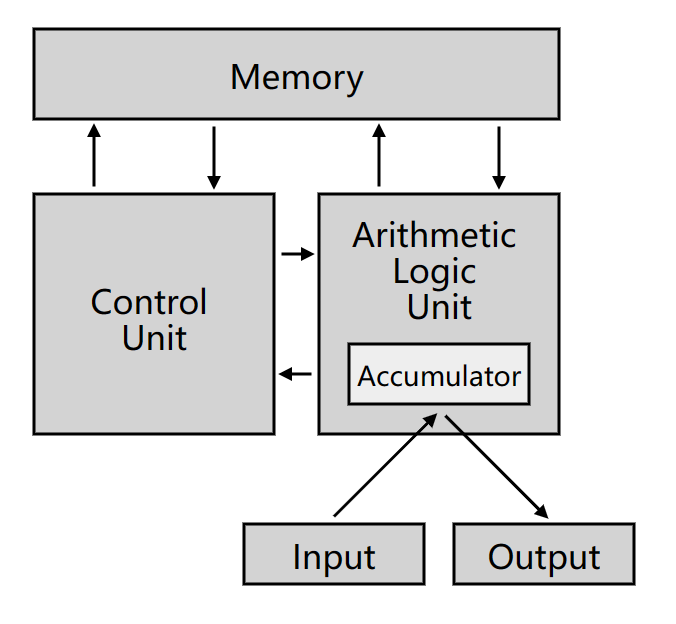 Memory
Control
Unit
Arithmetic
Logic
Unit
Accumulator
Input
Output